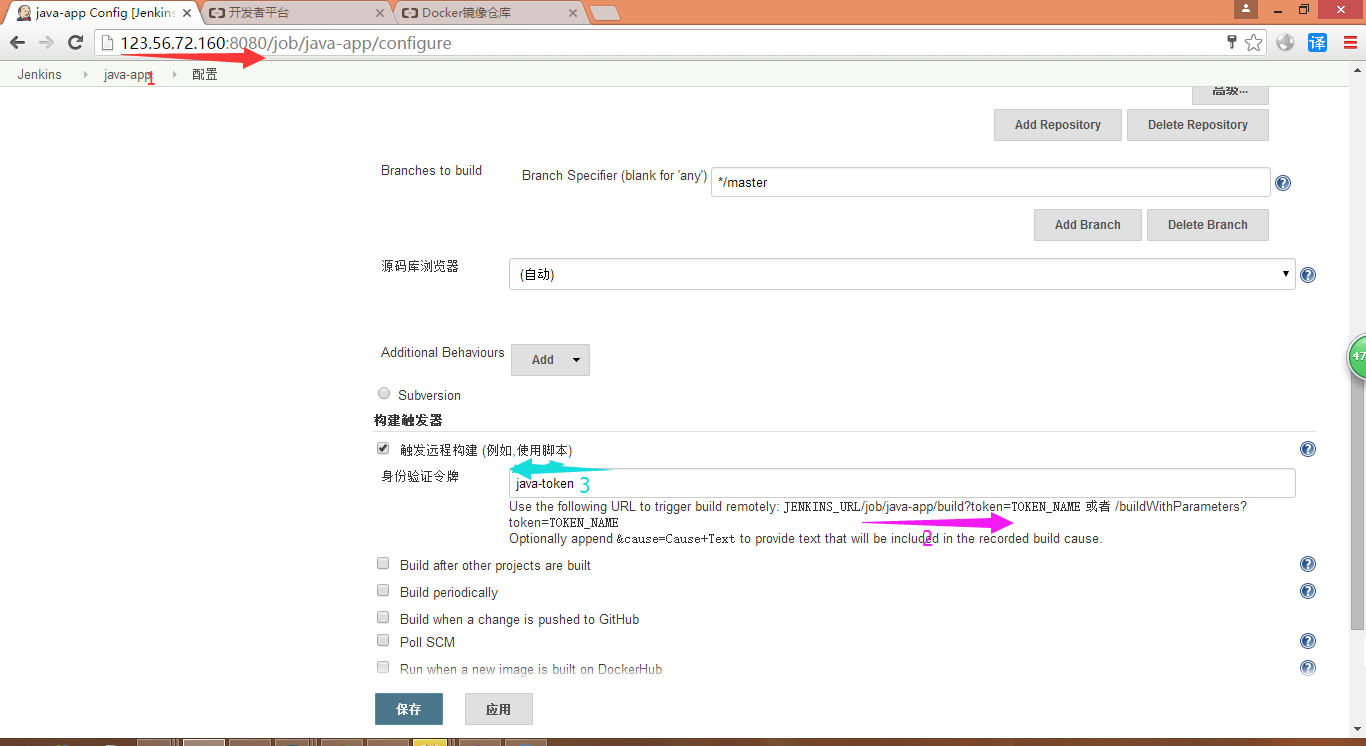 java-app Config [Jenkins
开发者平台
Docker镜像仓库
123.56.72.160:8080/job/java-app/configure
译
Jenkins
java-app
配置
1
高级...
Add Repository
Delete Repository
Branches to build
Branch Specifier (blank for 'any')
*/master
Add Branch
Delete Branch
源码库浏览器
(自动)
Additional Behaviours
Add
Subversion
构建触发器
触发远程构建 (例如,使用脚本)
身份验证令牌
java-token
3
Use the following URL to trigger build remotely: JENKINS_URL/job/java-app/build?token=TOKEN_NAME 或者 /buildWithParameters?
token=TOKEN_NAME
2
Optionally append &cause=Cause+Text to provide text that will be included in the recorded build cause.
Build after other projects are built
Build periodically
Build when a change is pushed to GitHub
Poll SCM
Run when a new image is built on DockerHub
保存
应用
47